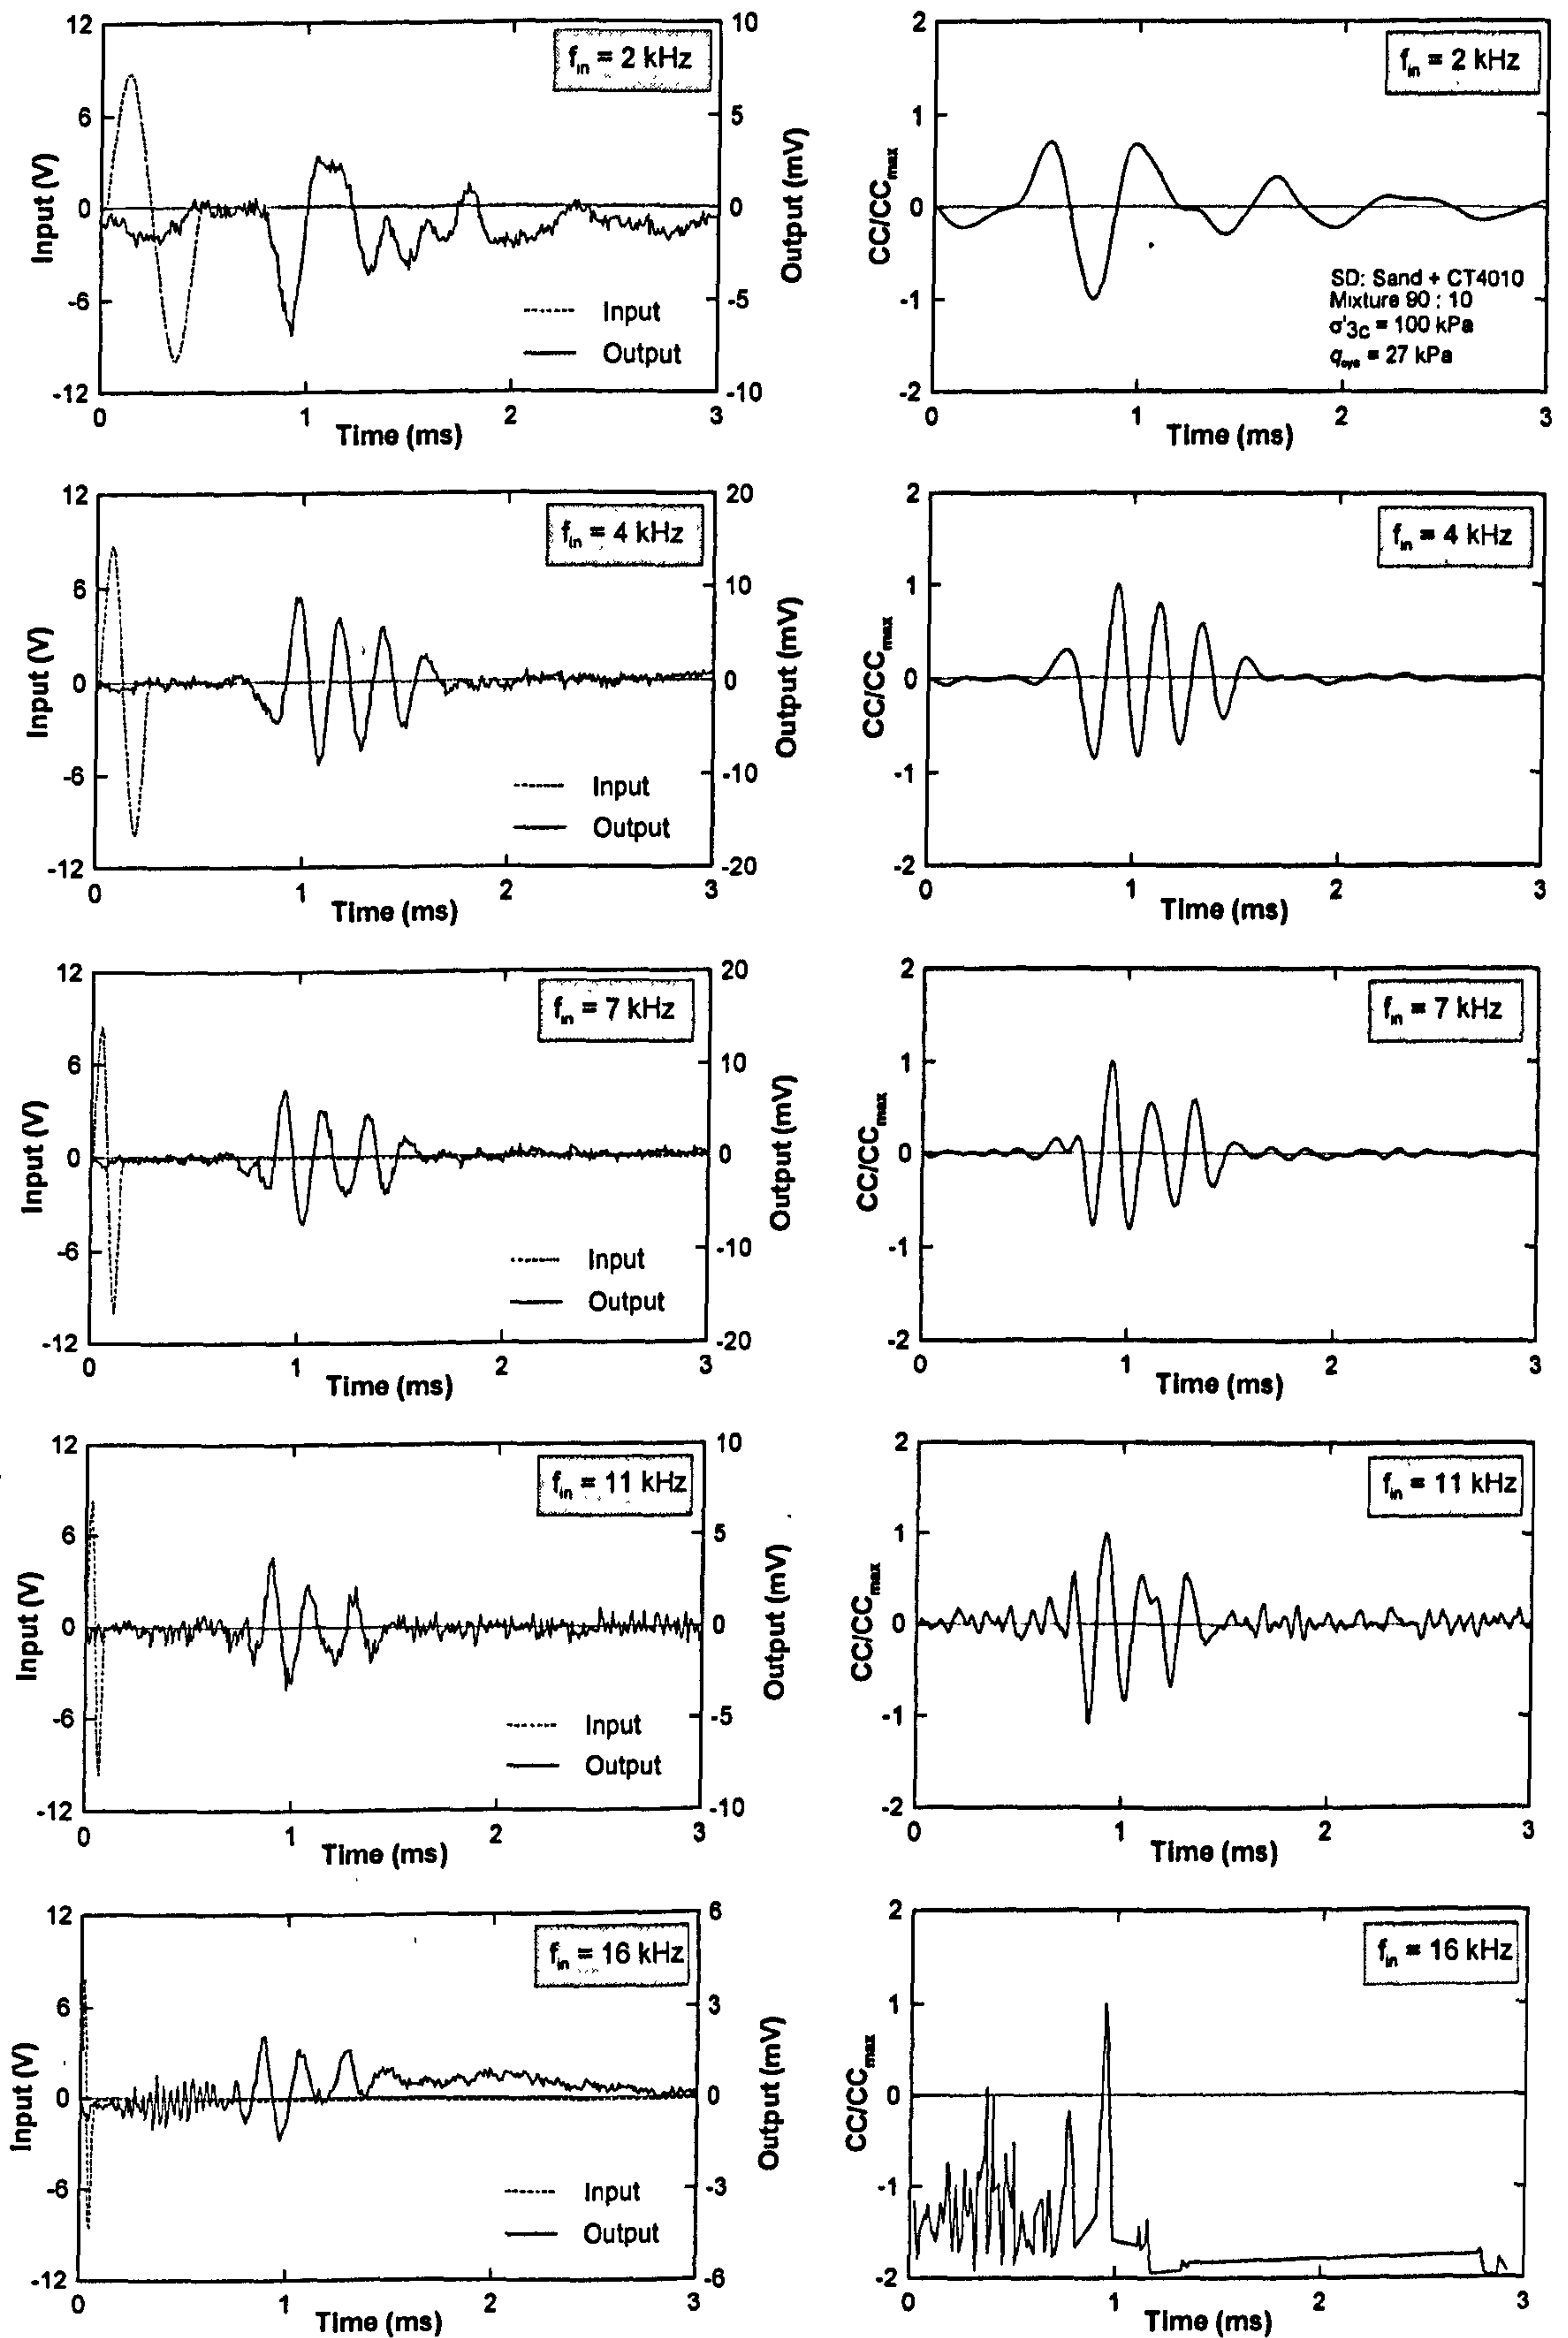 12
6
0
-6
-12
Input (V)
10
5
0
-5
-10
Output (mV)
f_in = 2 kHz
Input
Output
0 1 2 3
Time (ms)
2
1
0
-1
-2
CC/CC_max
f_in = 2 kHz
SD: Sand + CT4010
Mixture 90 : 10
σ'3c = 100 kPa
q_cyc = 27 kPa
0 1 2 3
Time (ms)
12
6
0
-6
-12
Input (V)
20
10
0
-10
-20
Output (mV)
f_in = 4 kHz
Input
Output
0 1 2 3
Time (ms)
2
1
0
-1
-2
CC/CC_max
f_in = 4 kHz
0 1 2 3
Time (ms)
12
6
0
-6
-12
Input (V)
20
10
0
-10
-20
Output (mV)
f_in = 7 kHz
Input
Output
0 1 2 3
Time (ms)
2
1
0
-1
-2
CC/CC_max
f_in = 7 kHz
0 1 2 3
Time (ms)
12
6
0
-6
-12
Input (V)
10
5
0
-5
-10
Output (mV)
f_in = 11 kHz
Input
Output
0 1 2 3
Time (ms)
2
1
0
-1
-2
CC/CC_max
f_in = 11 kHz
0 1 2 3
Time (ms)
12
6
0
-6
-12
Input (V)
6
3
0
-3
-6
Output (mV)
f_in = 16 kHz
Input
Output
0 1 2 3
Time (ms)
2
1
0
-1
-2
CC/CC_max
f_in = 16 kHz
0 1 2 3
Time (ms)